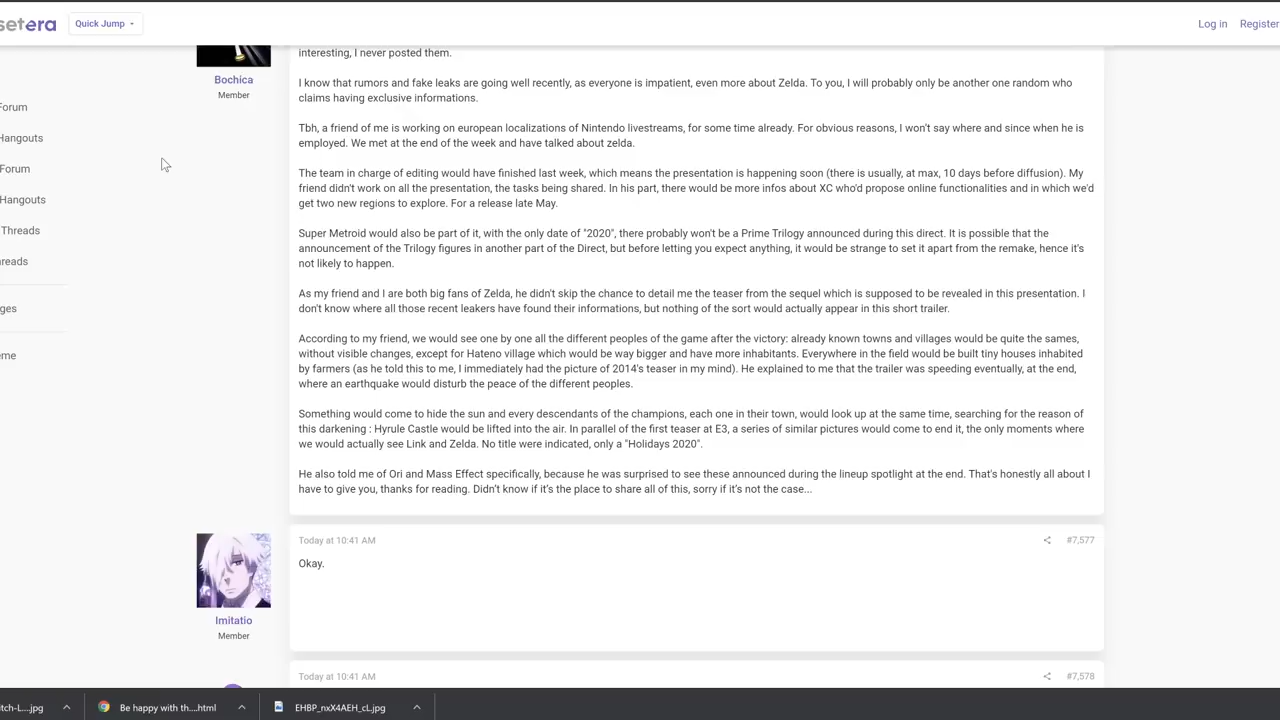 setera
Quick Jump
Log in
Register
interesting, I never posted them.
Bochica
Member
I know that rumors and fake leaks are going well recently, as everyone is impatient, even more about Zelda. To you, I will probably only be another one random who
claims having exclusive informations.
Forum
Hangouts
Forum
Hangouts
Threads
reads
ges
eme
Tbh, a friend of me is working on european localizations of Nintendo livestreams, for some time already. For obvious reasons, I won't say where and since when he is
employed. We met at the end of the week and have talked about zelda.
The team in charge of editing would have finished last week, which means the presentation is happening soon (there is usually, at max, 10 days before diffusion). My
friend didn't work on all the presentation, the tasks being shared. In his part, there would be more infos about XC who'd propose online functionalities and in which we'd
get two new regions to explore. For a release late May.
Super Metroid would also be part of it, with the only date of "2020", there probably won't be a Prime Trilogy announced during this direct. It is possible that the
announcement of the Trilogy figures in another part of the Direct, but before letting you expect anything, it would be strange to set it apart from the remake, hence it's
not likely to happen.
As my friend and I are both big fans of Zelda, he didn't skip the chance to detail me the teaser from the sequel which is supposed to be revealed in this presentation. I
don't know where all those recent leakers have found their informations, but nothing of the sort would actually appear in this short trailer.
According to my friend, we would see one by one all the different peoples of the game after the victory: already known towns and villages would be quite the sames,
without visible changes, except for Hateno village which would be way bigger and have more inhabitants. Everywhere in the field would be built tiny houses inhabited
by farmers (as he told this to me, I immediately had the picture of 2014's teaser in my mind). He explained to me that the trailer was speeding eventually, at the end,
where an earthquake would disturb the peace of the different peoples.
Something would come to hide the sun and every descendants of the champions, each one in their town, would look up at the same time, searching for the reason of
this darkening : Hyrule Castle would be lifted into the air. In parallel of the first teaser at E3, a series of similar pictures would come to end it, the only moments where
we would actually see Link and Zelda. No title were indicated, only a "Holidays 2020".
He also told me of Ori and Mass Effect specifically, because he was surprised to see these announced during the lineup spotlight at the end. That's honestly all about I
have to give you, thanks for reading. Didn't know if it's the place to share all of this, sorry if it's not the case...
Today at 10:41 AM
#7,577
Okay.
Imitatio
Member
Today at 10:41 AM
#7,578
itch-L....jpg
Be happy with th....html
EHBP_nxX4AEH_cL.jpg